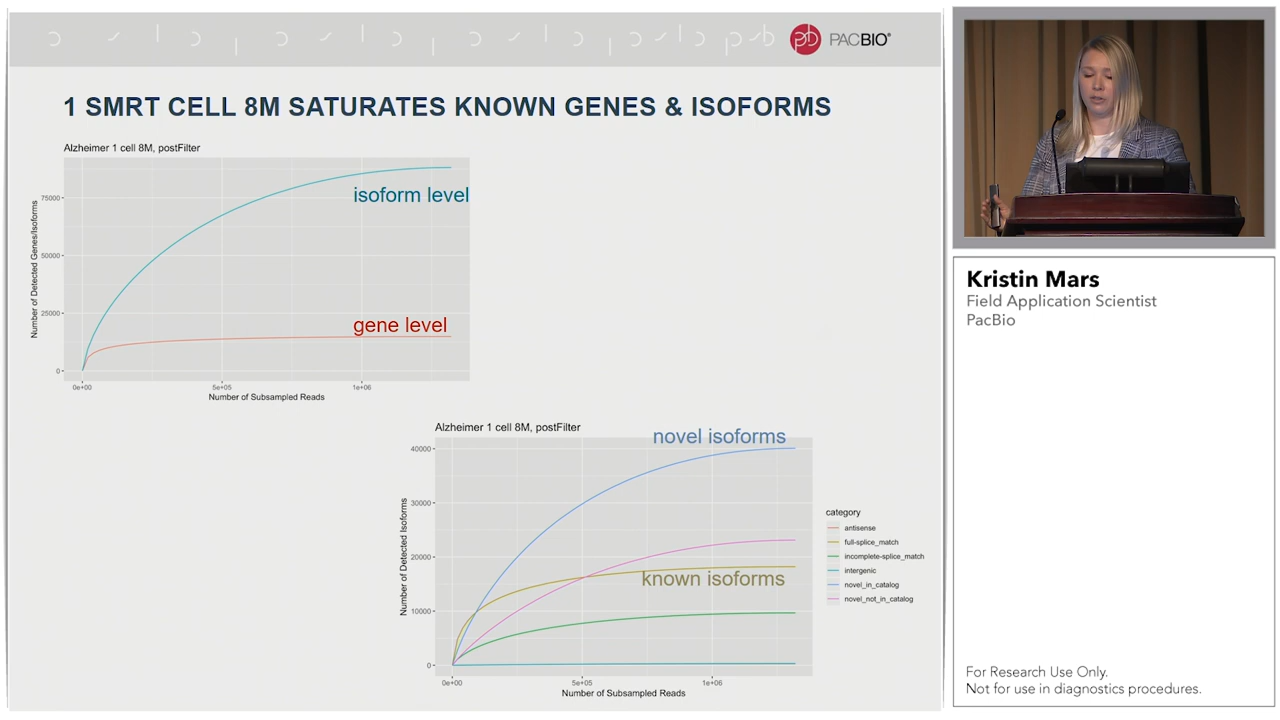 PACBIO®
1 SMRT CELL 8M SATURATES KNOWN GENES & ISOFORMS
Alzheimer 1 cell 8M, postFilter
Number of Detected Genes/Isoforms
75000
50000
25000
0
isoform level
gene level
0e+00 5e+05 1e+06
Number of Subsampled Reads
Alzheimer 1 cell 8M, postFilter
Number of Detected Isoforms
40000
30000
20000
10000
0
novel isoforms
known isoforms
0e+00 5e+05 1e+06
Number of Subsampled Reads
category
antisense
full-splice_match
incomplete-splice_match
intergenic
novel_in_catalog
novel_not_in_catalog
Kristin Mars
Field Application Scientist
PacBio
For Research Use Only.
Not for use in diagnostics procedures.